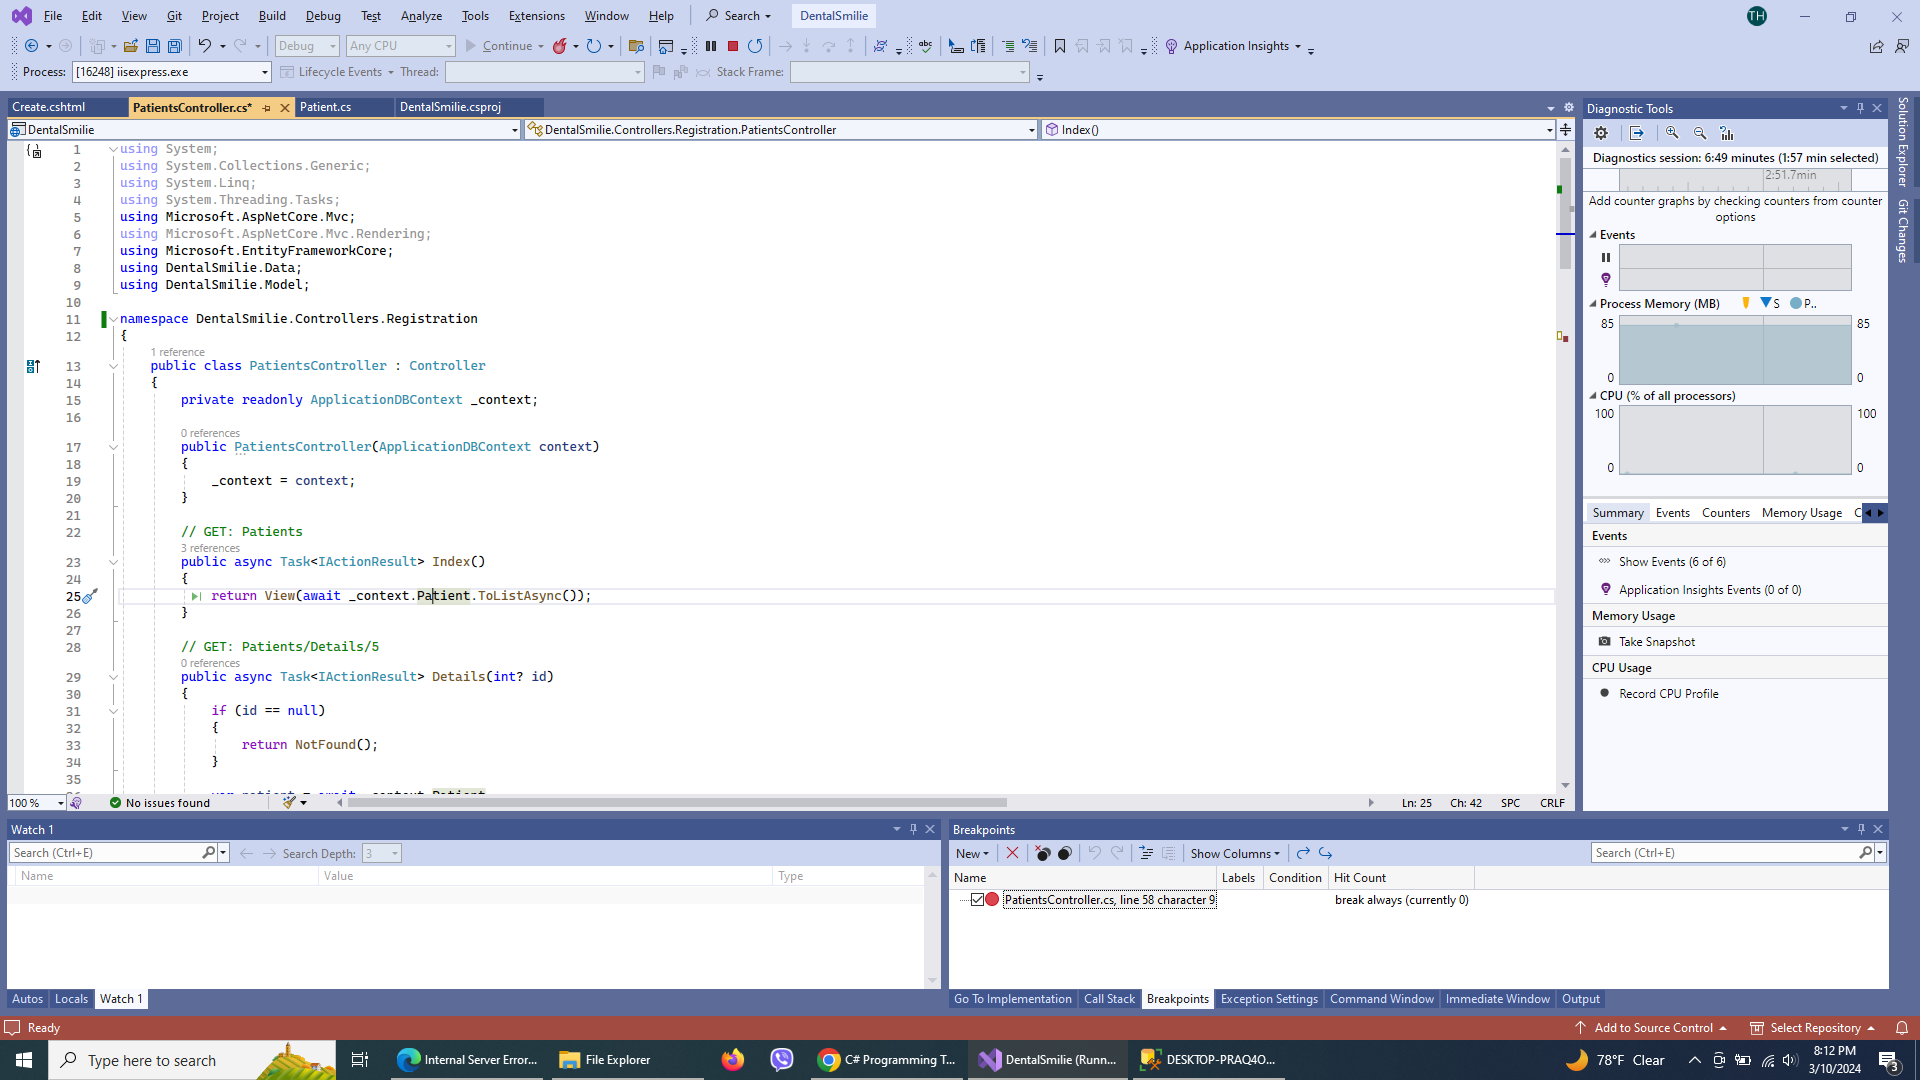 File Edit View Git Project Build Debug Test Analyze Tools Extensions Window Help Search DentalSmilie TH
Debug Any CPU Continue Application Insights
Process: [16248] iisexpress.exe Lifecycle Events Thread: Stack Frame:
Create.cshtml PatientsController.cs* Patient.cs DentalSmilie.csproj
DentalSmilie DentalSmilie.Controllers.Registration.PatientsController Index()
1 using System;
2 using System.Collections.Generic;
3 using System.Linq;
4 using System.Threading.Tasks;
5 using Microsoft.AspNetCore.Mvc;
6 using Microsoft.AspNetCore.Mvc.Rendering;
7 using Microsoft.EntityFrameworkCore;
8 using DentalSmilie.Data;
9 using DentalSmilie.Model;
10
11 namespace DentalSmilie.Controllers.Registration
12 {
1 reference
13 public class PatientsController : Controller
14 {
15 private readonly ApplicationDBContext _context;
16
0 references
17 public PatientsController(ApplicationDBContext context)
18 {
19 _context = context;
20 }
21
22 // GET: Patients
3 references
23 public async Task<IActionResult> Index()
24 {
25 return View(await _context.Patient.ToListAsync());
26 }
27
28 // GET: Patients/Details/5
0 references
29 public async Task<IActionResult> Details(int? id)
30 {
31 if (id == null)
32 {
33 return NotFound();
34 }
35
100 % No issues found Ln: 25 Ch: 42 SPC CRLF
Diagnostic Tools
Diagnostics session: 6:49 minutes (1:57 min selected)
2:51.7min
Add counter graphs by checking counters from counter
options
Events
Process Memory (MB) S P..
85 85
0 0
CPU (% of all processors)
100 100
0 0
Summary Events Counters Memory Usage C
Events
Show Events (6 of 6)
Application Insights Events (0 of 0)
Memory Usage
Take Snapshot
CPU Usage
Record CPU Profile
Solution Explorer
Git Changes
Watch 1
Search (Ctrl+E) Search Depth: 3
Name Value Type
Autos Locals Watch 1
Breakpoints
New Show Columns Search (Ctrl+E)
Name Labels Condition Hit Count
PatientsController.cs, line 58 character 9 break always (currently 0)
Go To Implementation Call Stack Breakpoints Exception Settings Command Window Immediate Window Output
Ready Add to Source Control Select Repository
Type here to search Internal Server Error... File Explorer C# Programming T... DentalSmilie (Runn... DESKTOP-PRAQ4O... 78°F Clear 8:12 PM
3/10/2024 3